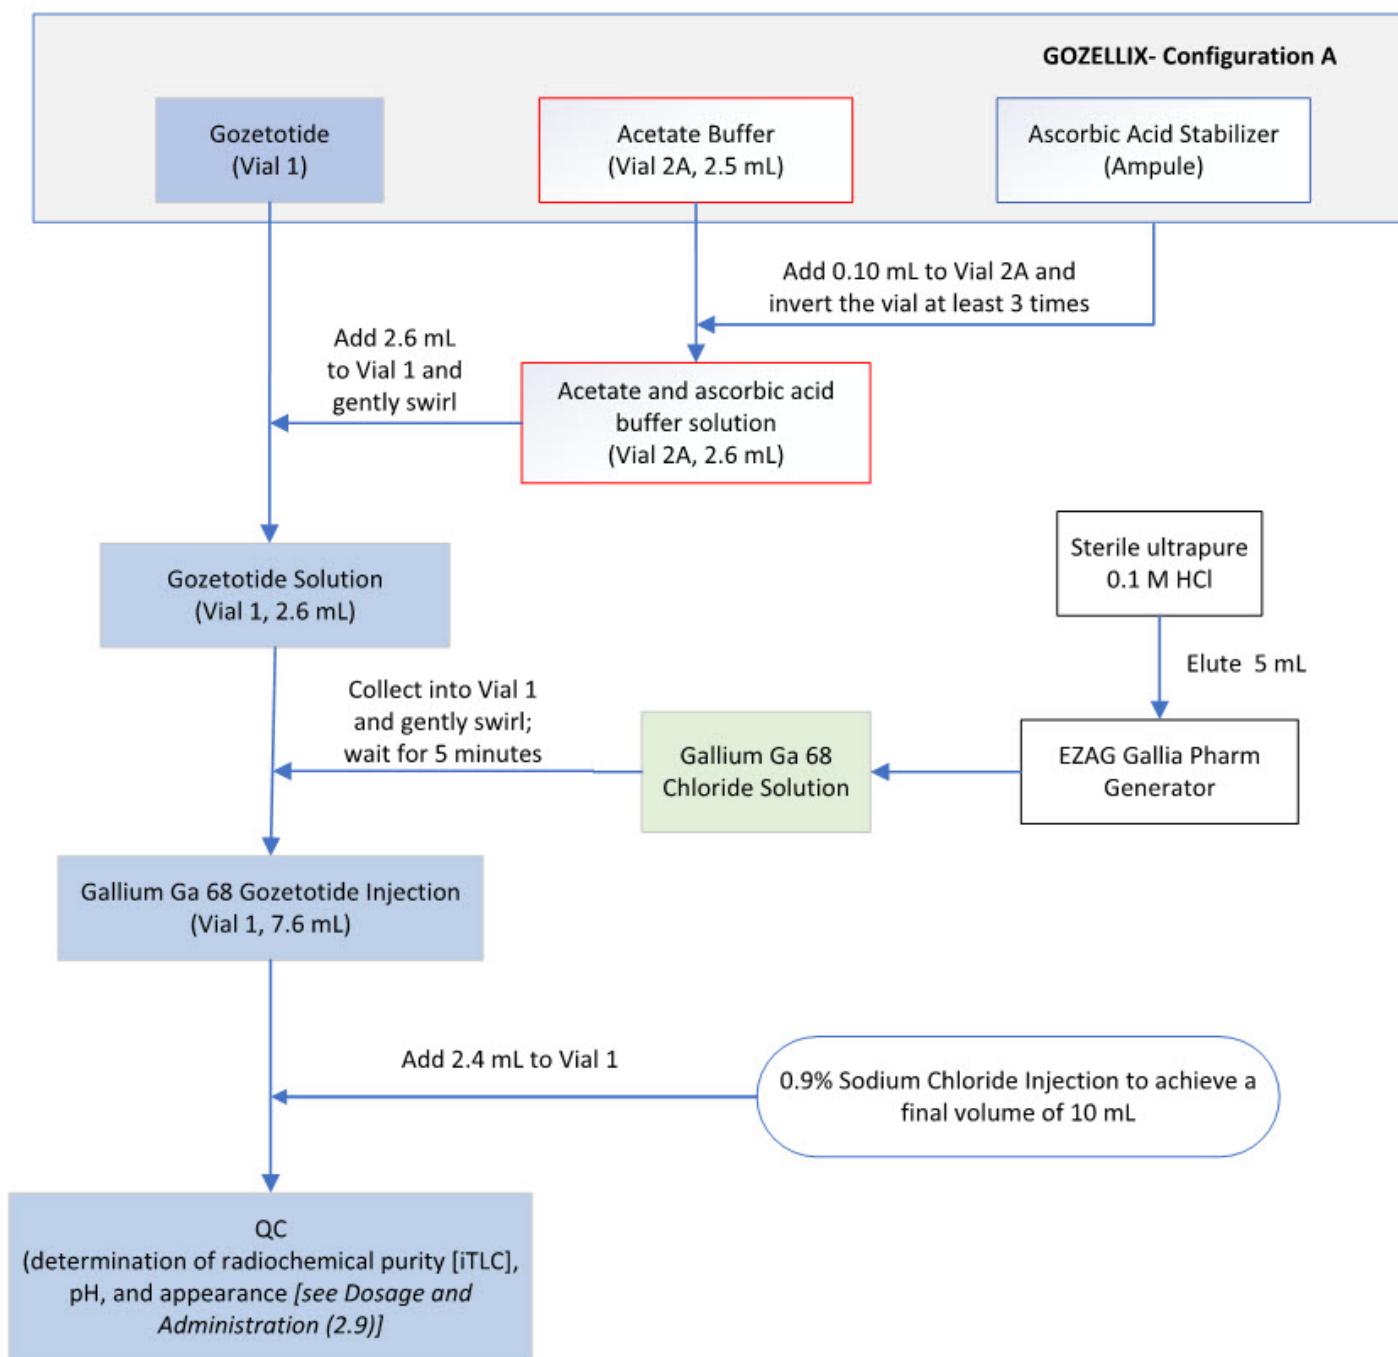 GOZELLIX- Configuration A
Gozetotide
(Vial 1)
Acetate Buffer
(Vial 2A, 2.5 mL)
Ascorbic Acid Stabilizer
(Ampule)
Add 0.10 mL to Vial 2A and
invert the vial at least 3 times
Add 2.6 mL
to Vial 1 and
gently swirl
Acetate and ascorbic acid
buffer solution
(Vial 2A, 2.6 mL)
Gozetotide Solution
(Vial 1, 2.6 mL)
Sterile ultrapure
0.1 M HCl
Elute 5 mL
Collect into Vial 1
and gently swirl;
wait for 5 minutes
Gallium Ga 68
Chloride Solution
EZAG Gallia Pharm
Generator
Gallium Ga 68 Gozetotide Injection
(Vial 1, 7.6 mL)
Add 2.4 mL to Vial 1
0.9% Sodium Chloride Injection to achieve a
final volume of 10 mL
QC
(determination of radiochemical purity [iTLC],
pH, and appearance [see Dosage and
Administration (2.9)]